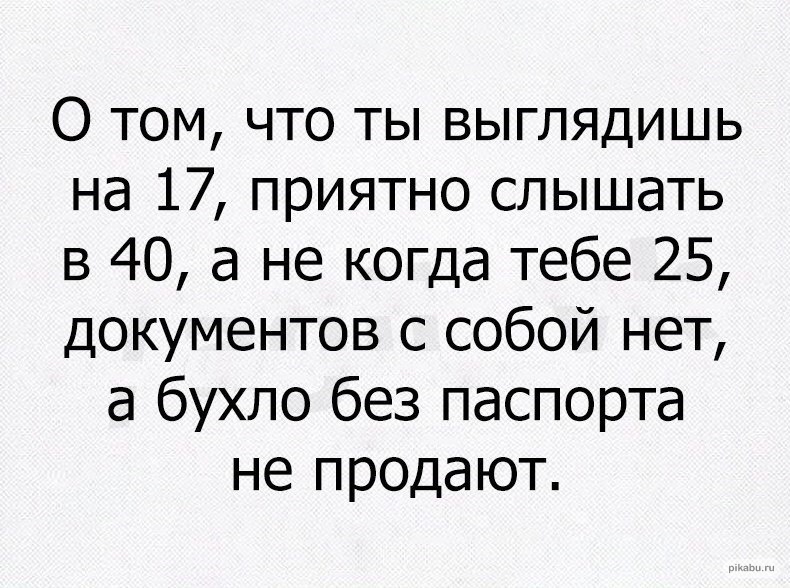 О том, что ты выглядишь
на 17, приятно слышать
в 40, а не когда тебе 25,
документов с собой нет,
а бухло без паспорта
не продают.
pikabu.ru